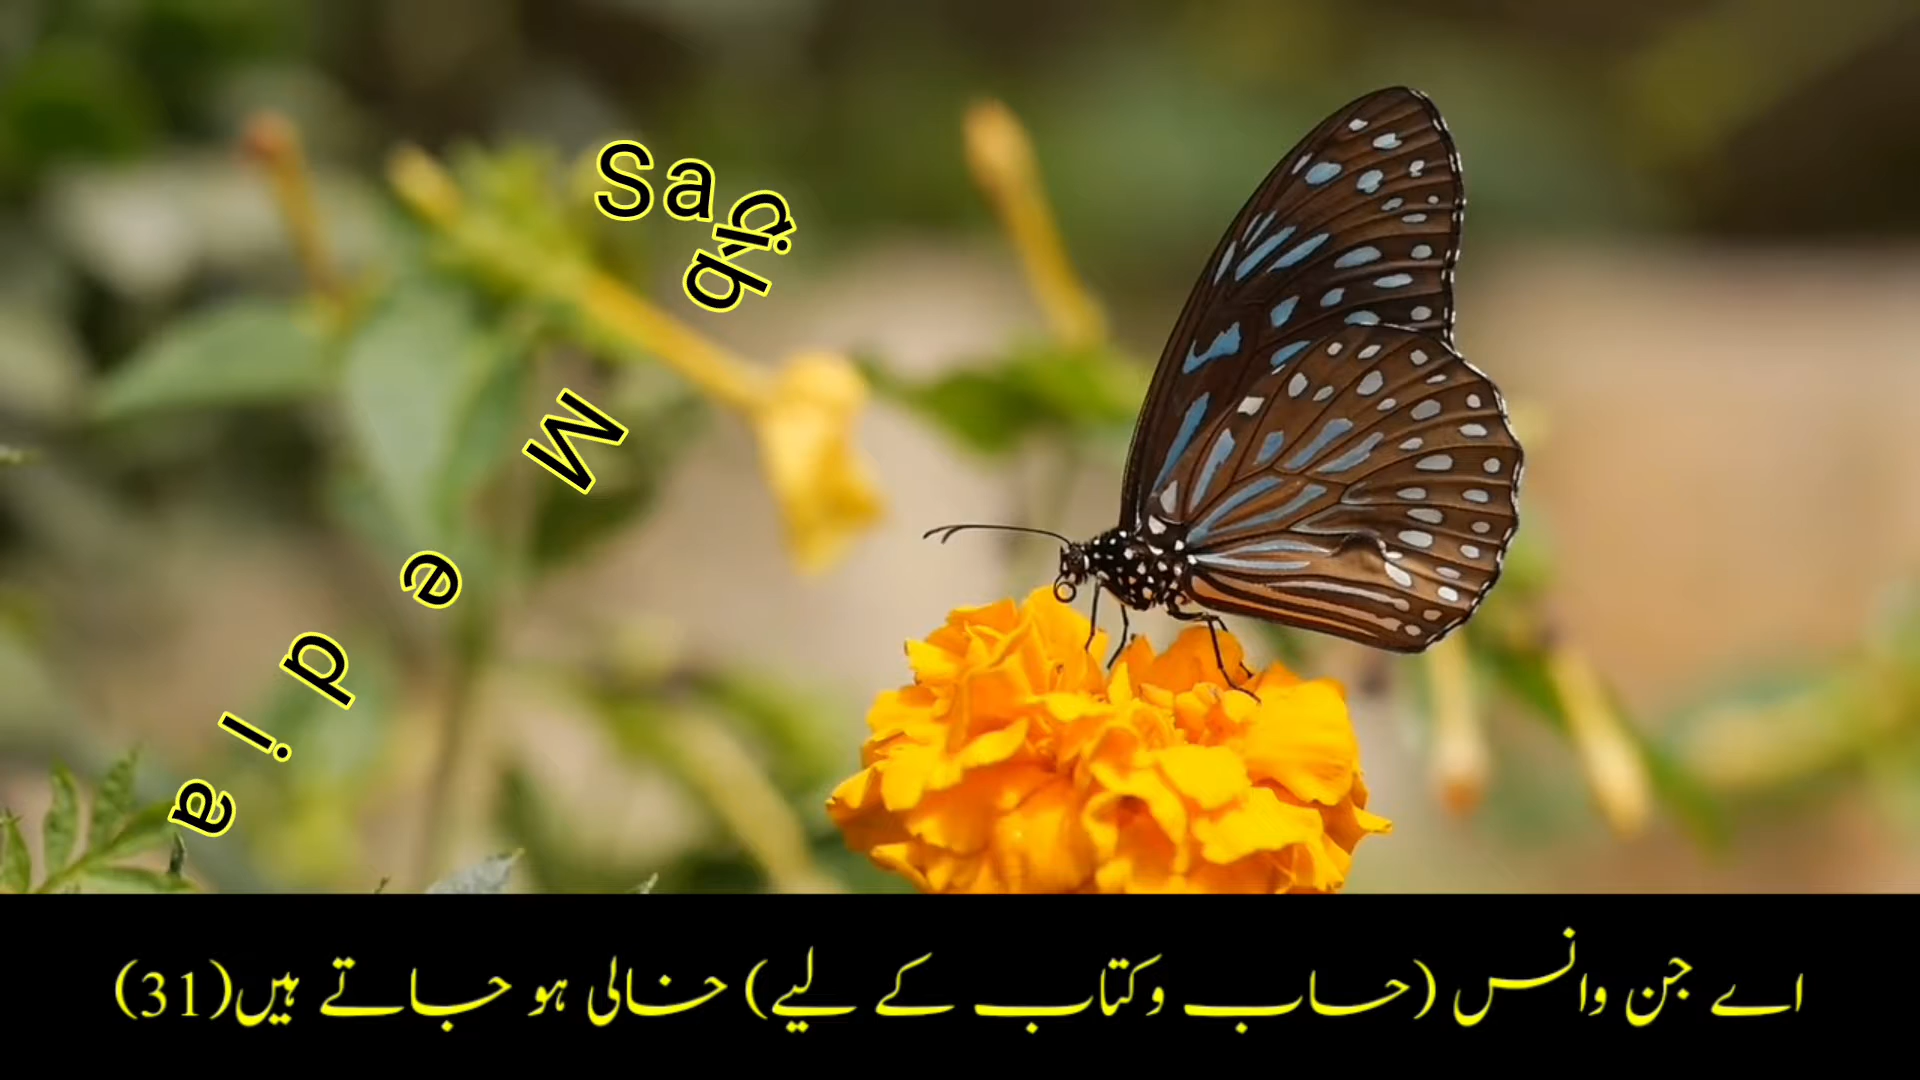 Saqib
Media
اے جن وانس (حساب وکتاب کے لیے) خالی ہو جاتے ہیں(31)